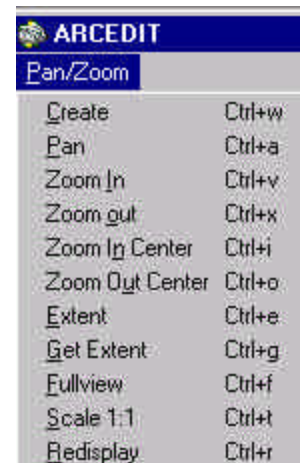 ARCEDIT
Pan/Zoom
Create Ctrl+w
Pan Ctrl+a
Zoom In Ctrl+v
Zoom out Ctrl+x
Zoom In Center Ctrl+i
Zoom Out Center Ctrl+o
Extent Ctrl+e
Get Extent Ctrl+g
Fullview Ctrl+f
Scale 1:1 Ctrl+t
Redisplay Ctrl+r